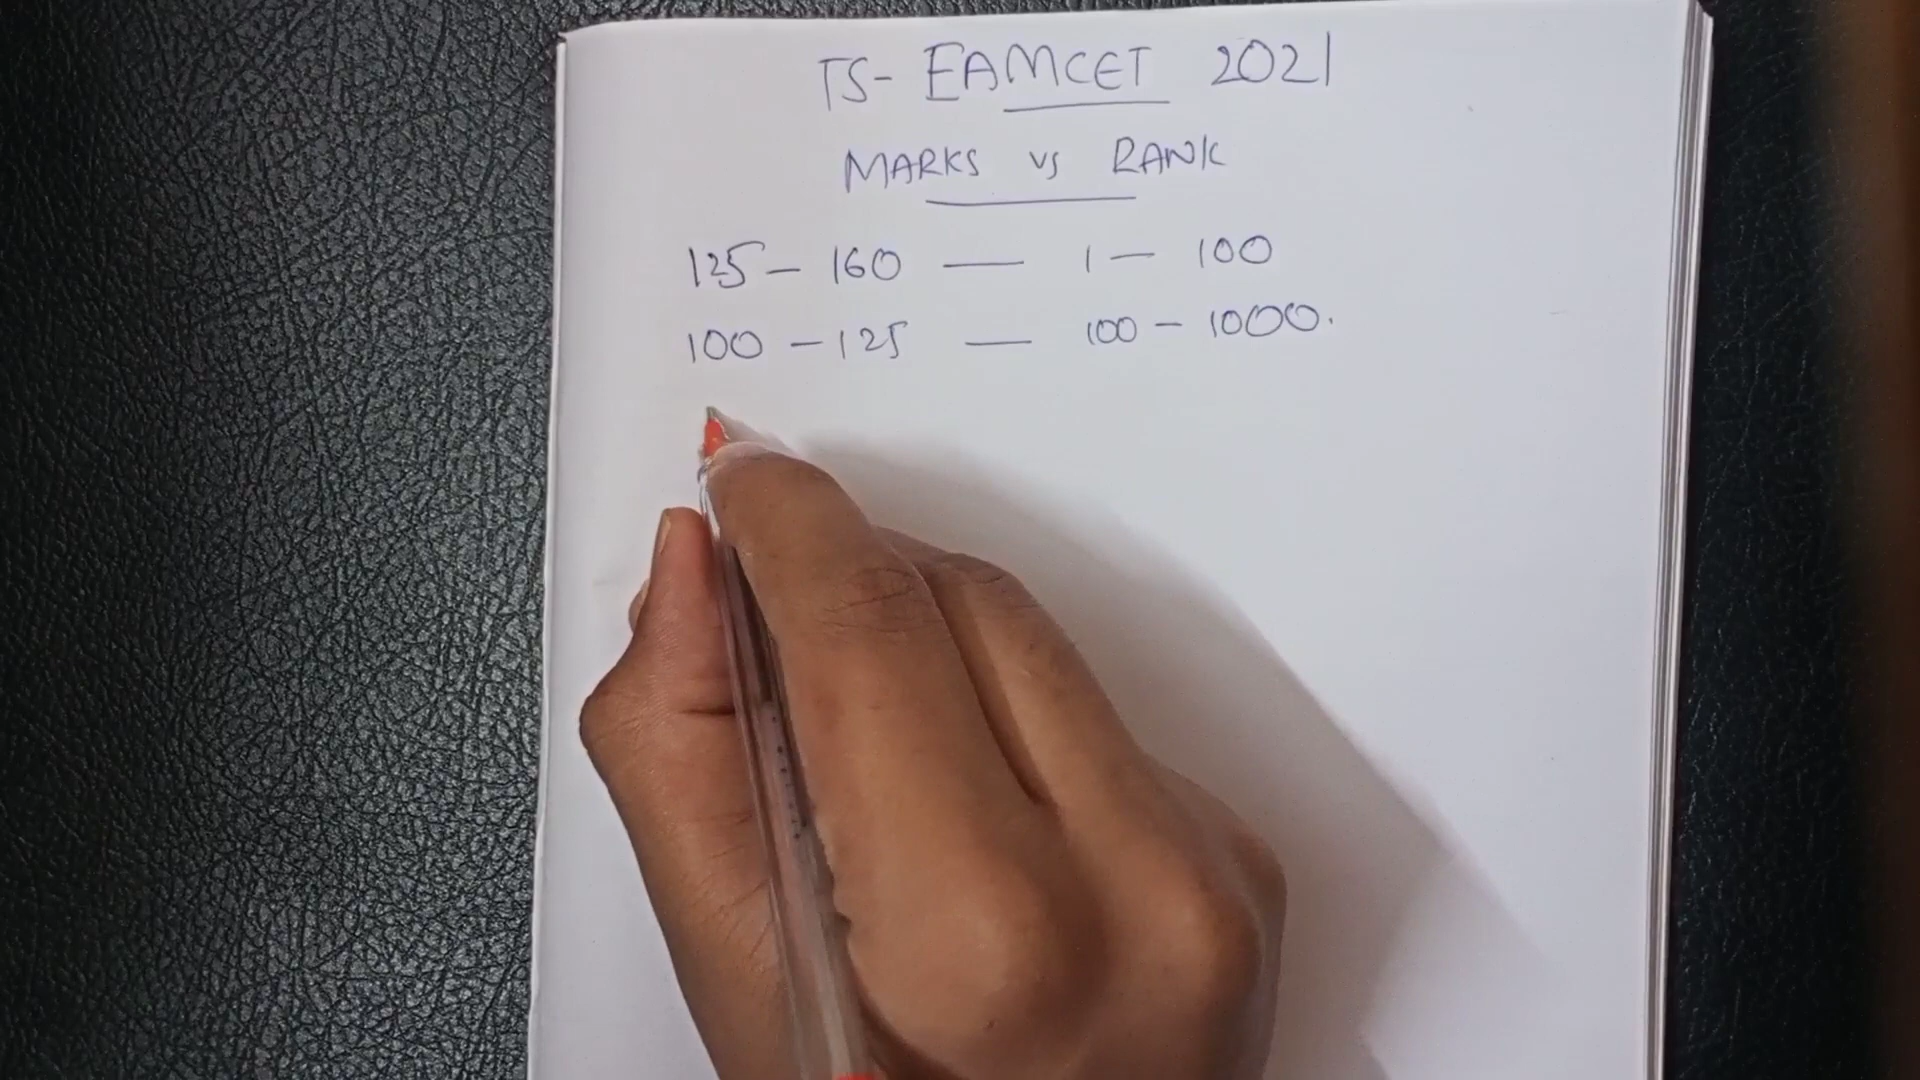 TS- EAMCET 2021
MARKS vs RANK
125 - 160 — 1 - 100
100 - 125 — 100 - 1000.